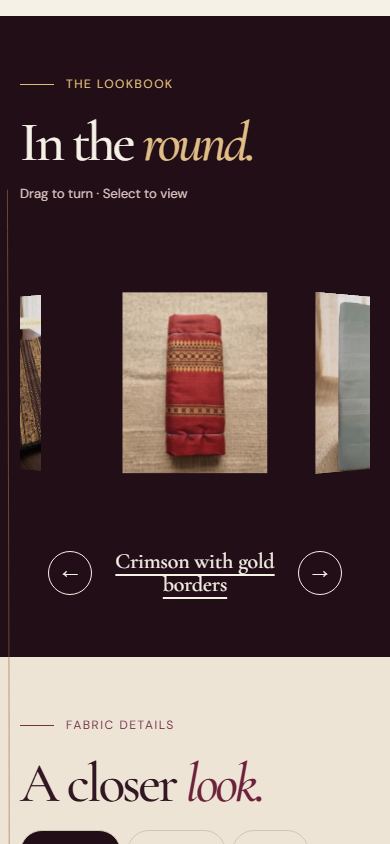 THE LOOKBOOK
In the round.
Drag to turn · Select to view
← Crimson with gold →
borders
FABRIC DETAILS
A closer look.